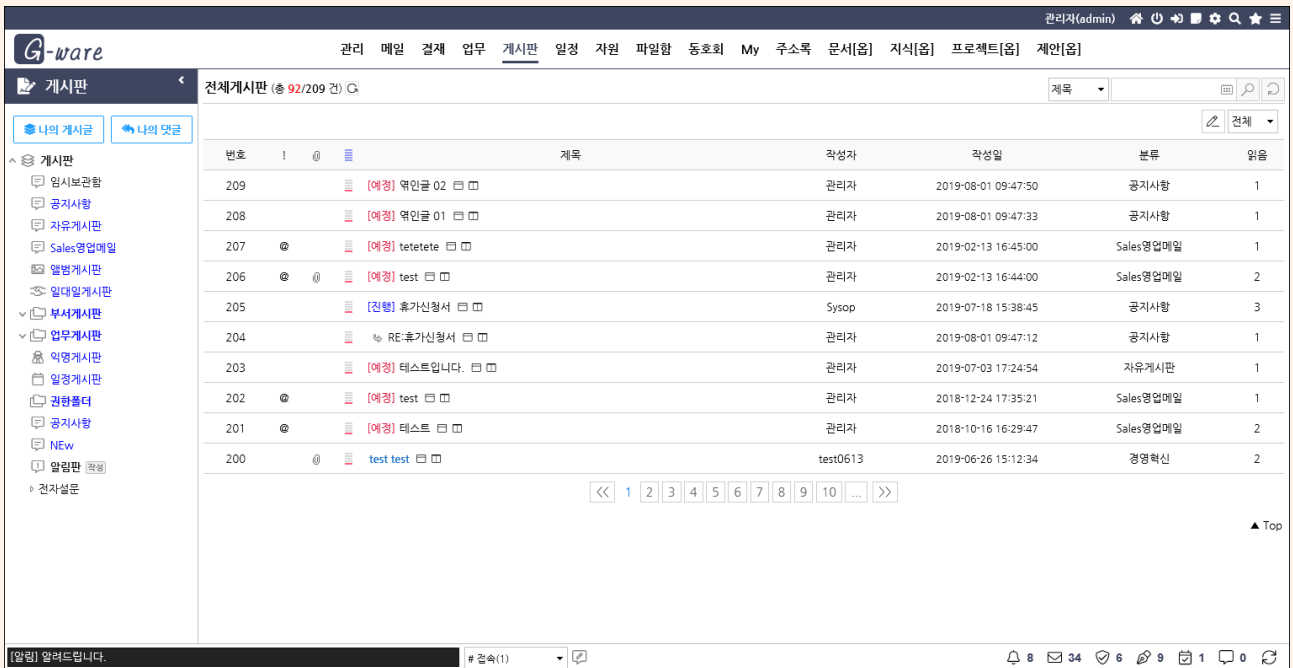 관리자(admin)
G-ware
관리 메일 결재 업무 게시판 일정 자원 파일함 동호회 My 주소록 문서[옵] 지식[옵] 프로젝트[옵] 제안[옵]
게시판
전체게시판 (총 92/209 건)
제목
나의 게시글 나의 댓글
전체
게시판
임시보관함
공지사항
자유게시판
Sales영업메일
앨범게시판
일대일게시판
부서게시판
업무게시판
익명게시판
일정게시판
권한폴더
공지사항
NEw
알림판 작성
전자설문
번호 ! 제목 작성자 작성일 분류 읽음
209 [예정] 엮인글 02 관리자 2019-08-01 09:47:50 공지사항 1
208 [예정] 엮인글 01 관리자 2019-08-01 09:47:33 공지사항 1
207 @ [예정] tetetete 관리자 2019-02-13 16:45:00 Sales영업메일 1
206 @ [예정] test 관리자 2019-02-13 16:44:00 Sales영업메일 2
205 [진행] 휴가신청서 Sysop 2019-07-18 15:38:45 공지사항 3
204 RE:휴가신청서 관리자 2019-08-01 09:47:12 공지사항 1
203 [예정] 테스트입니다. 관리자 2019-07-03 17:24:54 자유게시판 1
202 @ [예정] test 관리자 2018-12-24 17:35:21 Sales영업메일 1
201 @ [예정] 테스트 관리자 2018-10-16 16:29:47 Sales영업메일 2
200 test test test0613 2019-06-26 15:12:34 경영혁신 2
<< 1 2 3 4 5 6 7 8 9 10 ... >>
▲ Top
[알림] 알려드립니다.
# 접속(1)
8 34 6 9 1 0